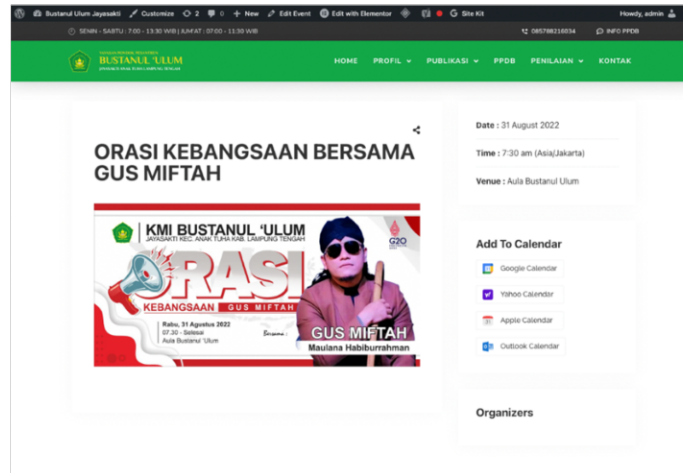 Bustanul Ulum Jayasakti Customize 2 0 + New Edit Event Edit with Elementor G Site Kit Howdy, admin
SENIN - SABTU : 7:00 - 13:30 WIB | JUM'AT : 07:00 - 11:30 WIB 085788216034 INFO PPDB
BUSTANUL 'ULUM
HOME PROFIL PUBLIKASI PPDB PENILAIAN KONTAK
ORASI KEBANGSAAN BERSAMA
GUS MIFTAH
KMI BUSTANUL 'ULUM
JAYASAKTI KEC. ANAK TUHA KAB. LAMPUNG TENGAH
G20
ORASI
KEBANGSAAN GUS MIFTAH
Rabu, 31 Agustus 2022
07.30 - Selesai
Aula Bustanul 'Ulum
Bersama :
GUS MIFTAH
Maulana Habiburrahman
Date : 31 August 2022
Time : 7:30 am (Asia/Jakarta)
Venue : Aula Bustanul Ulum
Add To Calendar
Google Calendar
Yahoo Calendar
Apple Calendar
Outlook Calendar
Organizers